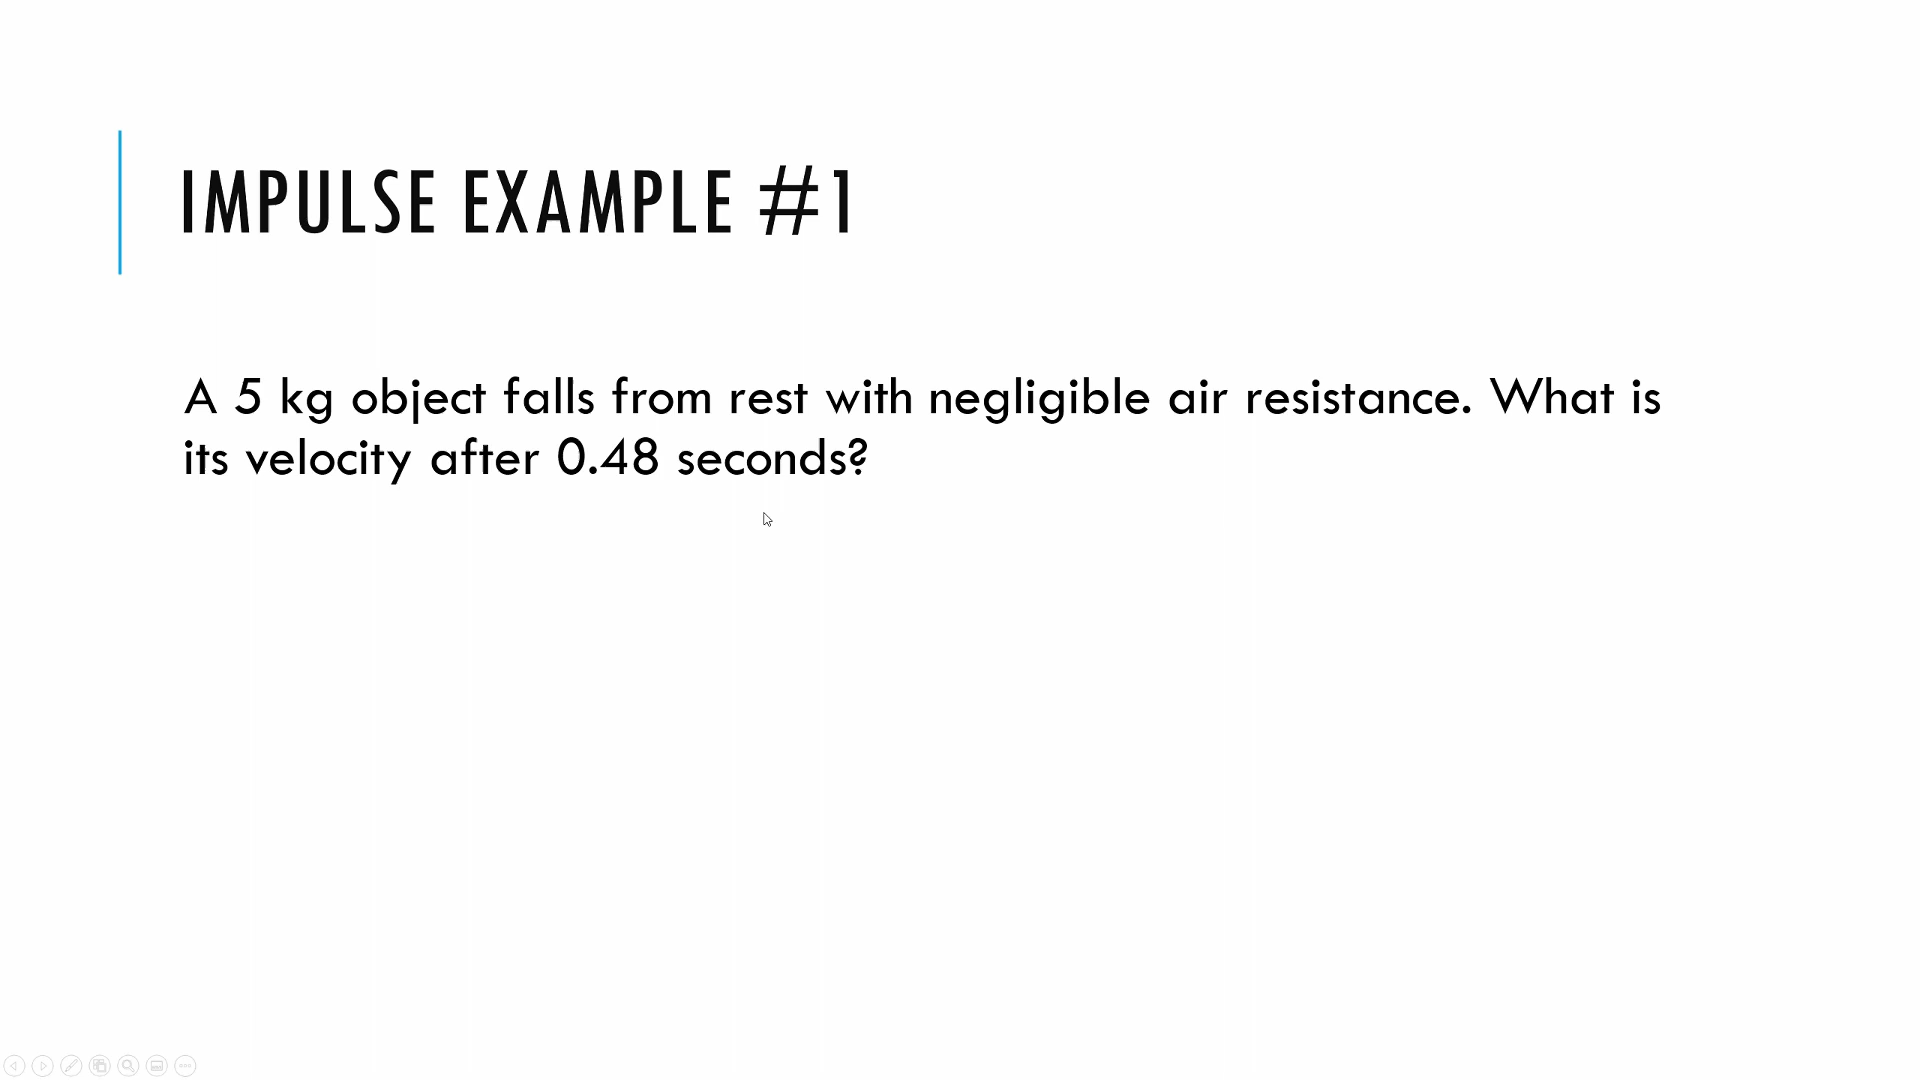 IMPULSE EXAMPLE #1
A 5 kg object falls from rest with negligible air resistance. What is
its velocity after 0.48 seconds?